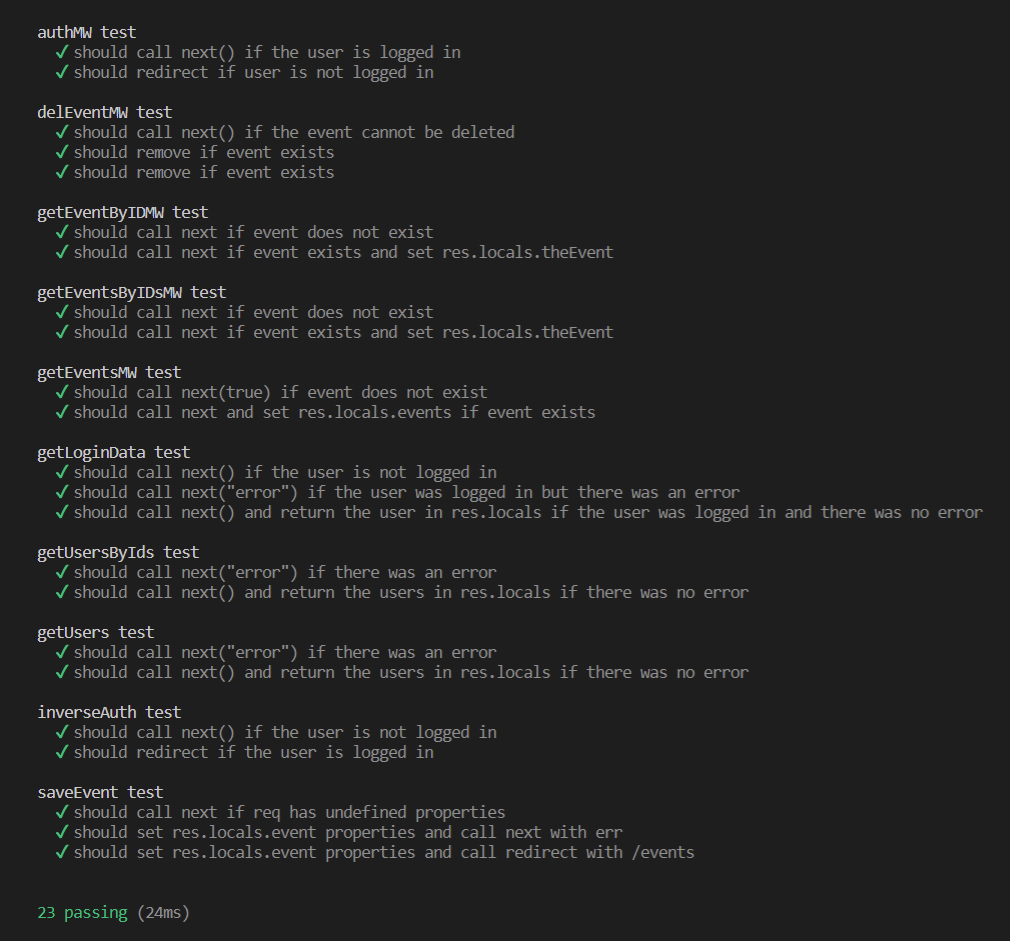 authMW test
✓ should call next() if the user is logged in
✓ should redirect if user is not logged in
delEventMW test
✓ should call next() if the event cannot be deleted
✓ should remove if event exists
✓ should remove if event exists
getEventByIDMW test
✓ should call next if event does not exist
✓ should call next if event exists and set res.locals.theEvent
getEventsByIDsMW test
✓ should call next if event does not exist
✓ should call next if event exists and set res.locals.theEvent
getEventsMW test
✓ should call next(true) if event does not exist
✓ should call next and set res.locals.events if event exists
getLoginData test
✓ should call next() if the user is not logged in
✓ should call next("error") if the user was logged in but there was an error
✓ should call next() and return the user in res.locals if the user was logged in and there was no error
getUsersByIds test
✓ should call next("error") if there was an error
✓ should call next() and return the users in res.locals if there was no error
getUsers test
✓ should call next("error") if there was an error
✓ should call next() and return the users in res.locals if there was no error
inverseAuth test
✓ should call next() if the user is not logged in
✓ should redirect if the user is logged in
saveEvent test
✓ should call next if req has undefined properties
✓ should set res.locals.event properties and call next with err
✓ should set res.locals.event properties and call redirect with /events
23 passing (24ms)